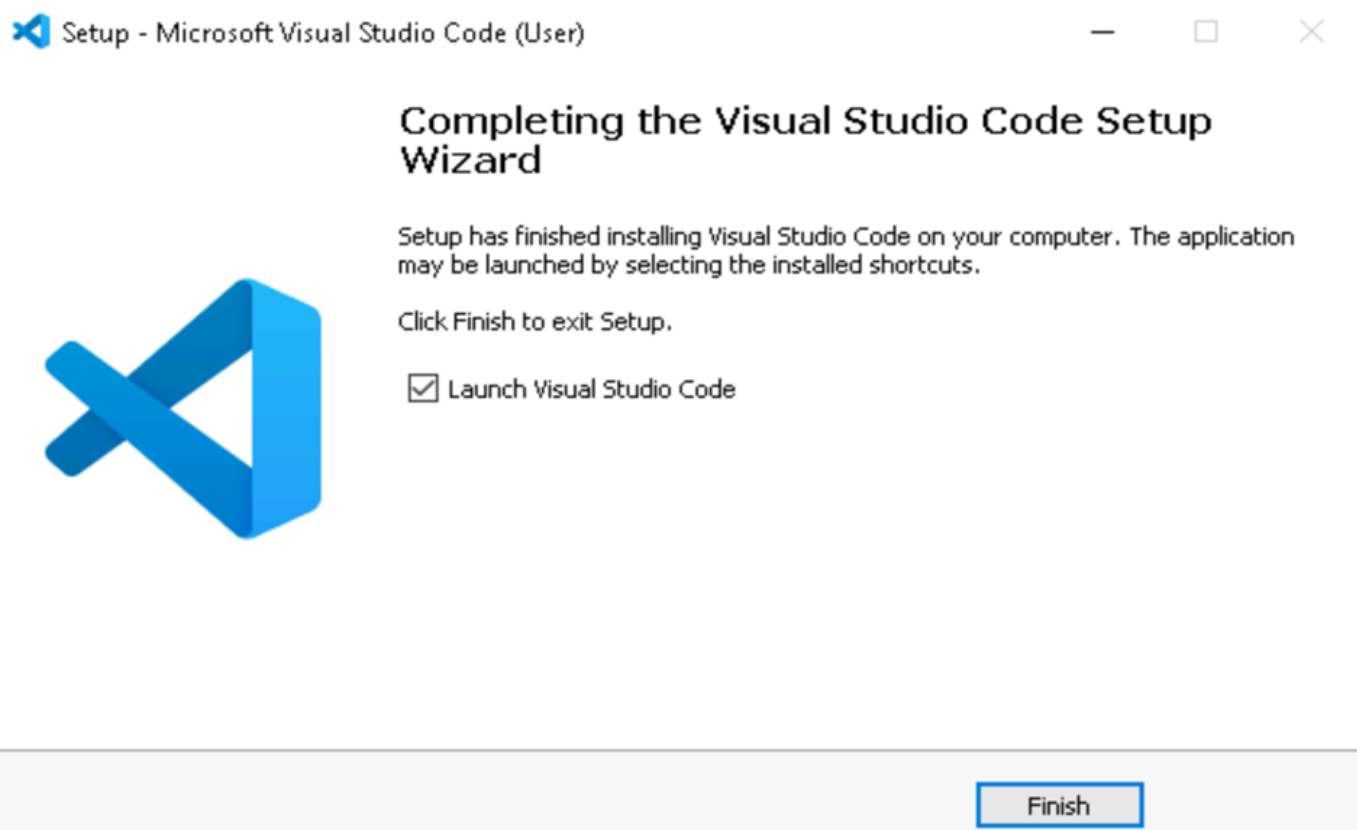 Setup - Microsoft Visual Studio Code (User)
Completing the Visual Studio Code Setup
Wizard
Setup has finished installing Visual Studio Code on your computer. The application
may be launched by selecting the installed shortcuts.
Click Finish to exit Setup.
Launch Visual Studio Code
Finish